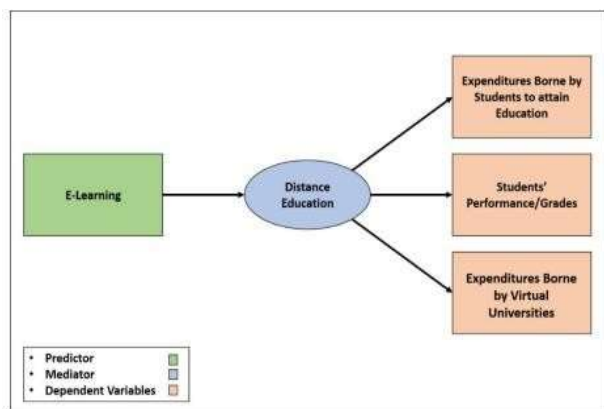 Expenditures Borne by
Students to attain
Education
E-Learning
Distance
Education
Students'
Performance/Grades
Expenditures Borne
by Virtual
Universities
• Predictor
• Mediator
• Dependent Variables